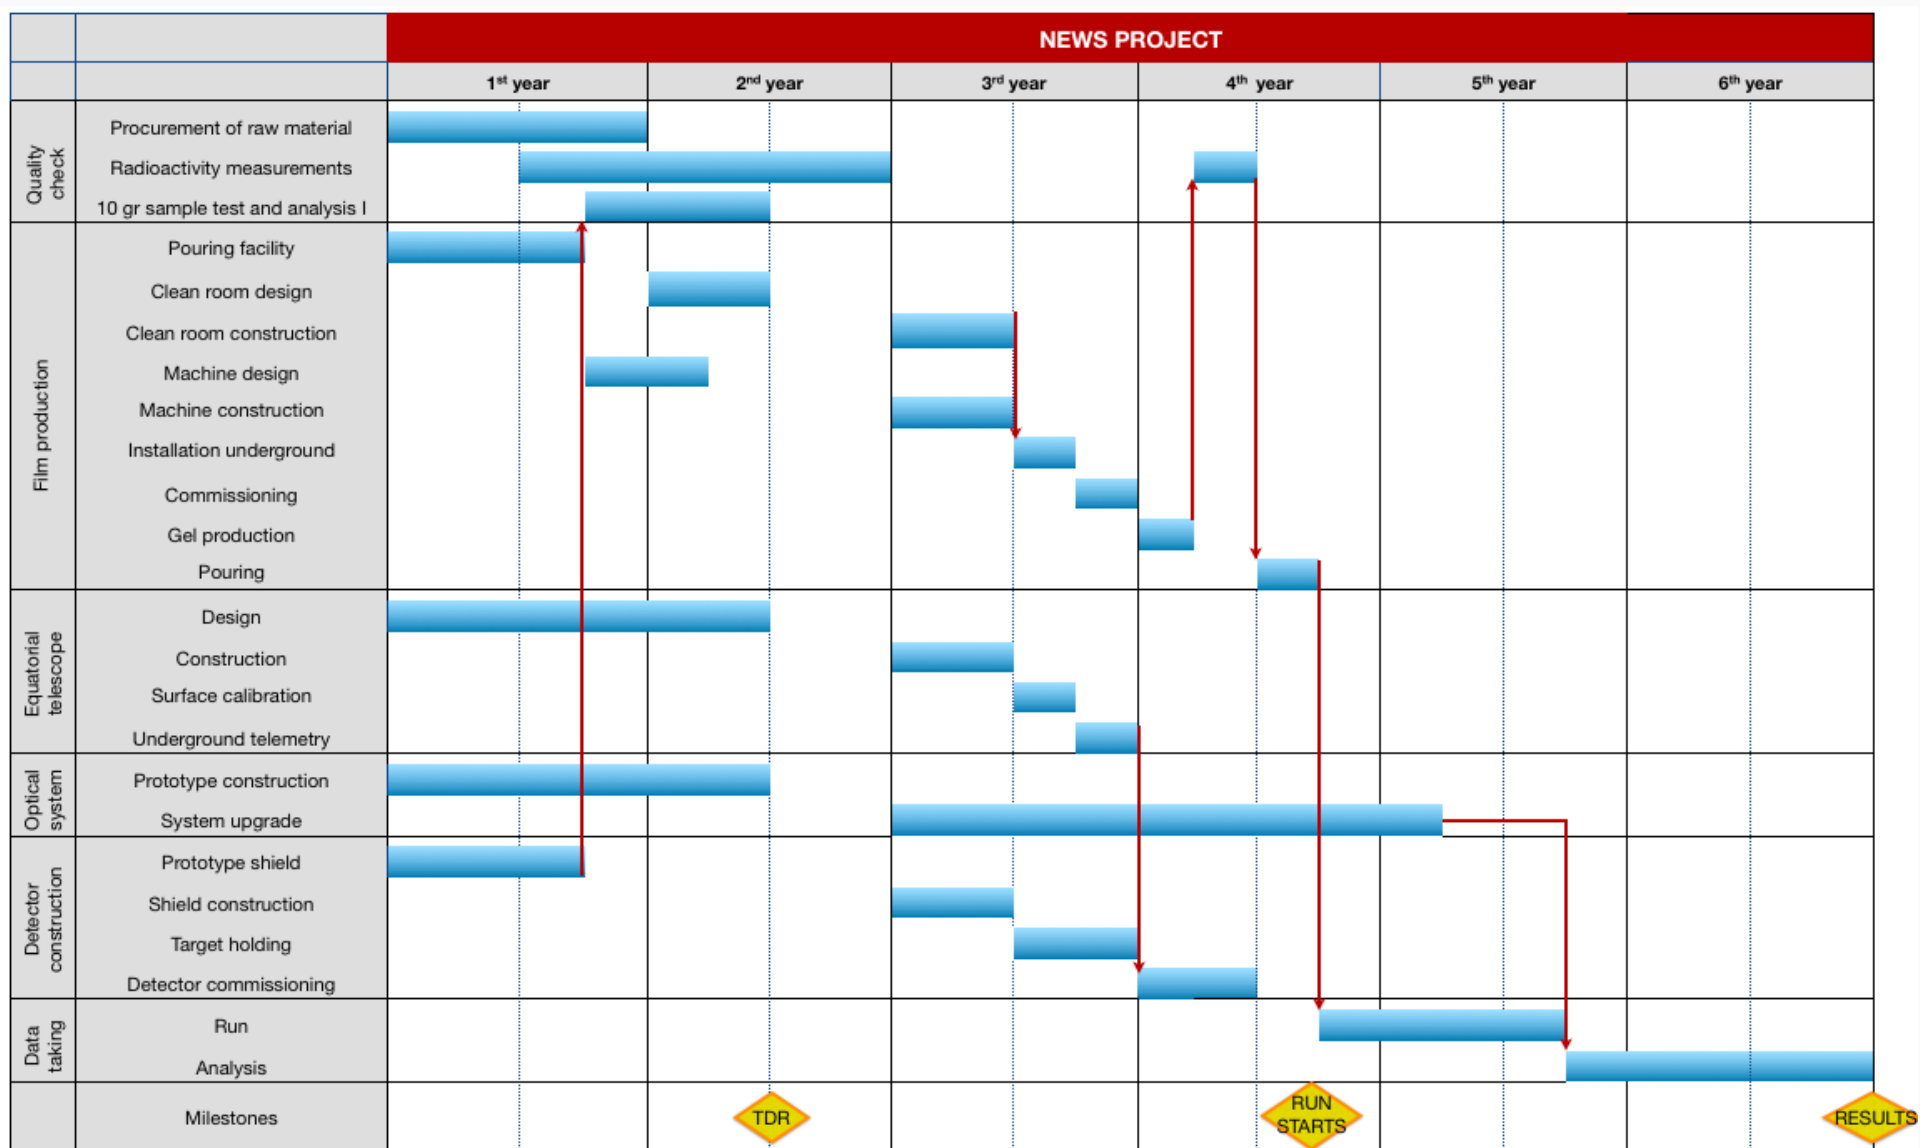 NEWS PROJECT
1st year 2nd year 3rd year 4th year 5th year 6th year
Quality
check
Procurement of raw material
Radioactivity measurements
10 gr sample test and analysis I
Film production
Pouring facility
Clean room design
Clean room construction
Machine design
Machine construction
Installation underground
Commissioning
Gel production
Pouring
Equatorial
telescope
Design
Construction
Surface calibration
Underground telemetry
Optical
system
Prototype construction
System upgrade
Detector
construction
Prototype shield
Shield construction
Target holding
Detector commissioning
Data
taking
Run
Analysis
Milestones
TDR
RUN
STARTS
RESULTS